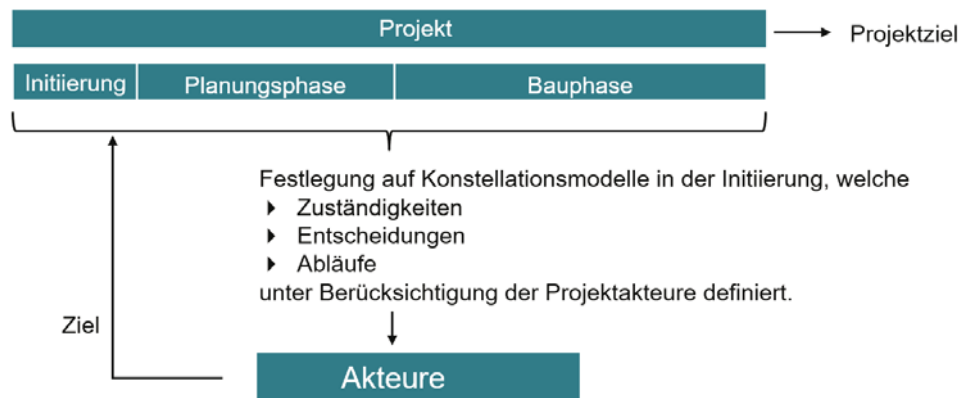 Projekt
Projektziel
Initiierung
Planungsphase
Bauphase
Festlegung auf Konstellationsmodelle in der Initiierung, welche
Zuständigkeiten
Entscheidungen
Abläufe
unter Berücksichtigung der Projektakteure definiert.
Ziel
Akteure